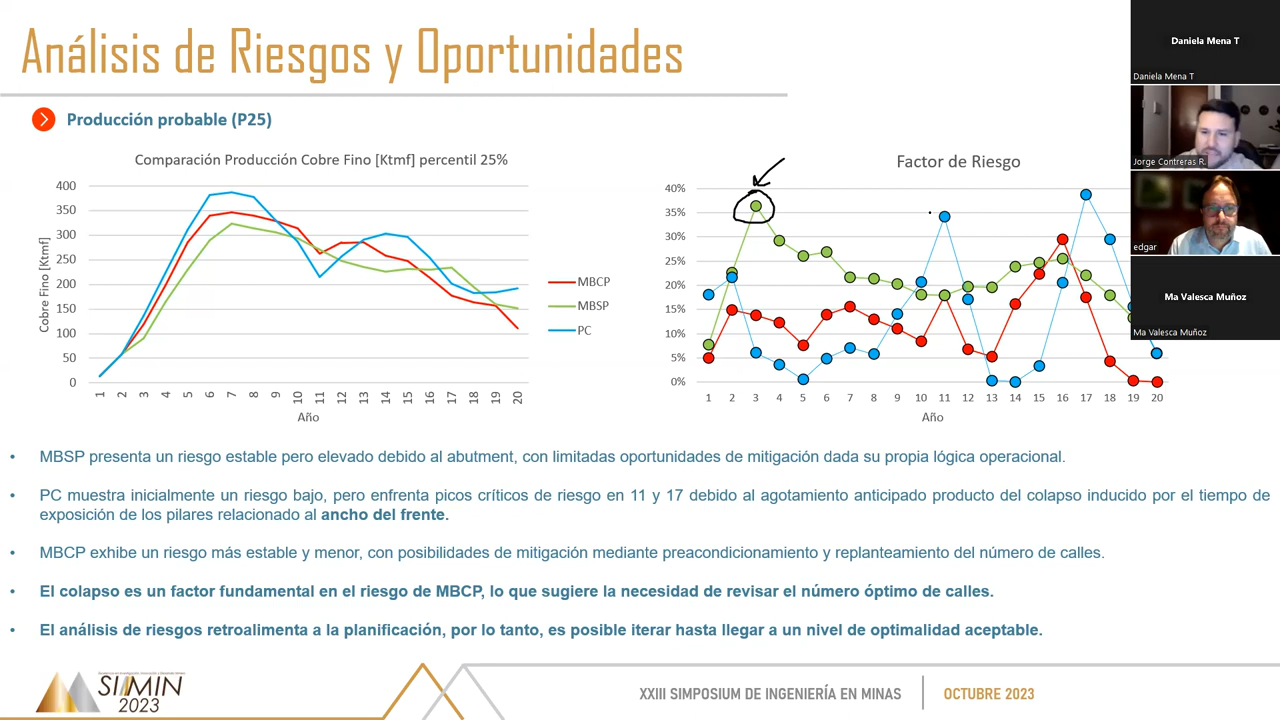 Análisis de Riesgos y Oportunidades
Producción probable (P25)
Comparación Producción Cobre Fino [Ktmf] percentil 25%
400
350
300
250
200
150
100
50
0
Cobre Fino [Ktmf]
1 2 3 4 5 6 7 8 9 10 11 12 13 14 15 16 17 18 19 20
Año
MBCP
MBSP
PC
Factor de Riesgo
40%
35%
30%
25%
20%
15%
10%
5%
0%
1 2 3 4 5 6 7 8 9 10 11 12 13 14 15 16 17 18 19 20
Año
Daniela Mena T
Daniela Mena T
Jorge Contreras R.
edgar
Ma Valesca Muñoz
Ma Valesca Muñoz
• MBSP presenta un riesgo estable pero elevado debido al abutment, con limitadas oportunidades de mitigación dada su propia lógica operacional.
• PC muestra inicialmente un riesgo bajo, pero enfrenta picos críticos de riesgo en 11 y 17 debido al agotamiento anticipado producto del colapso inducido por el tiempo de
exposición de los pilares relacionado al ancho del frente.
• MBCP exhibe un riesgo más estable y menor, con posibilidades de mitigación mediante preacondicionamiento y replanteamiento del número de calles.
• El colapso es un factor fundamental en el riesgo de MBCP, lo que sugiere la necesidad de revisar el número óptimo de calles.
• El análisis de riesgos retroalimenta a la planificación, por lo tanto, es posible iterar hasta llegar a un nivel de optimalidad aceptable.
SIMIN
2023
XXIII SIMPOSIUM DE INGENIERÍA EN MINAS
OCTUBRE 2023